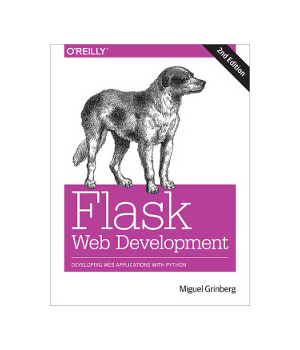 O'REILLY
2nd Edition
Flask
Web Development
DEVELOPING WEB APPLICATIONS WITH PYTHON
Miguel Grinberg